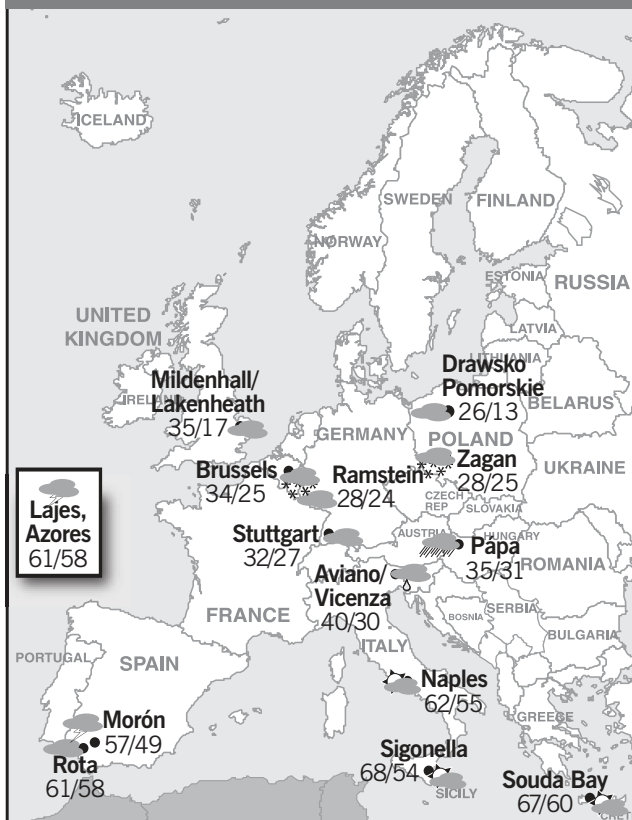 ICELAND
SWEDEN
FINLAND
NORWAY
ESTONIA
RUSSIA
UNITED
KINGDOM
LATVIA
LITHUANIA
Drawsko
Pomorskie
26/13
BELARUS
Mildenhall/
Lakenheath
35/17
IRELAND
GERMANY
POLAND
Zagan
28/25
UKRAINE
Brussels
34/25
Ramstein
28/24
CZECH
REP
SLOVAKIA
Lajes,
Azores
61/58
Stuttgart
32/27
AUSTRIA
HUNGARY
Pápa
35/31
ROMANIA
Aviano/
Vicenza
40/30
FRANCE
BOSNIA
SERBIA
BULGARIA
ITALY
PORTUGAL
SPAIN
Naples
62/55
GREECE
Morón
57/49
Rota
61/58
Sigonella
68/54
SICILY
Souda Bay
67/60